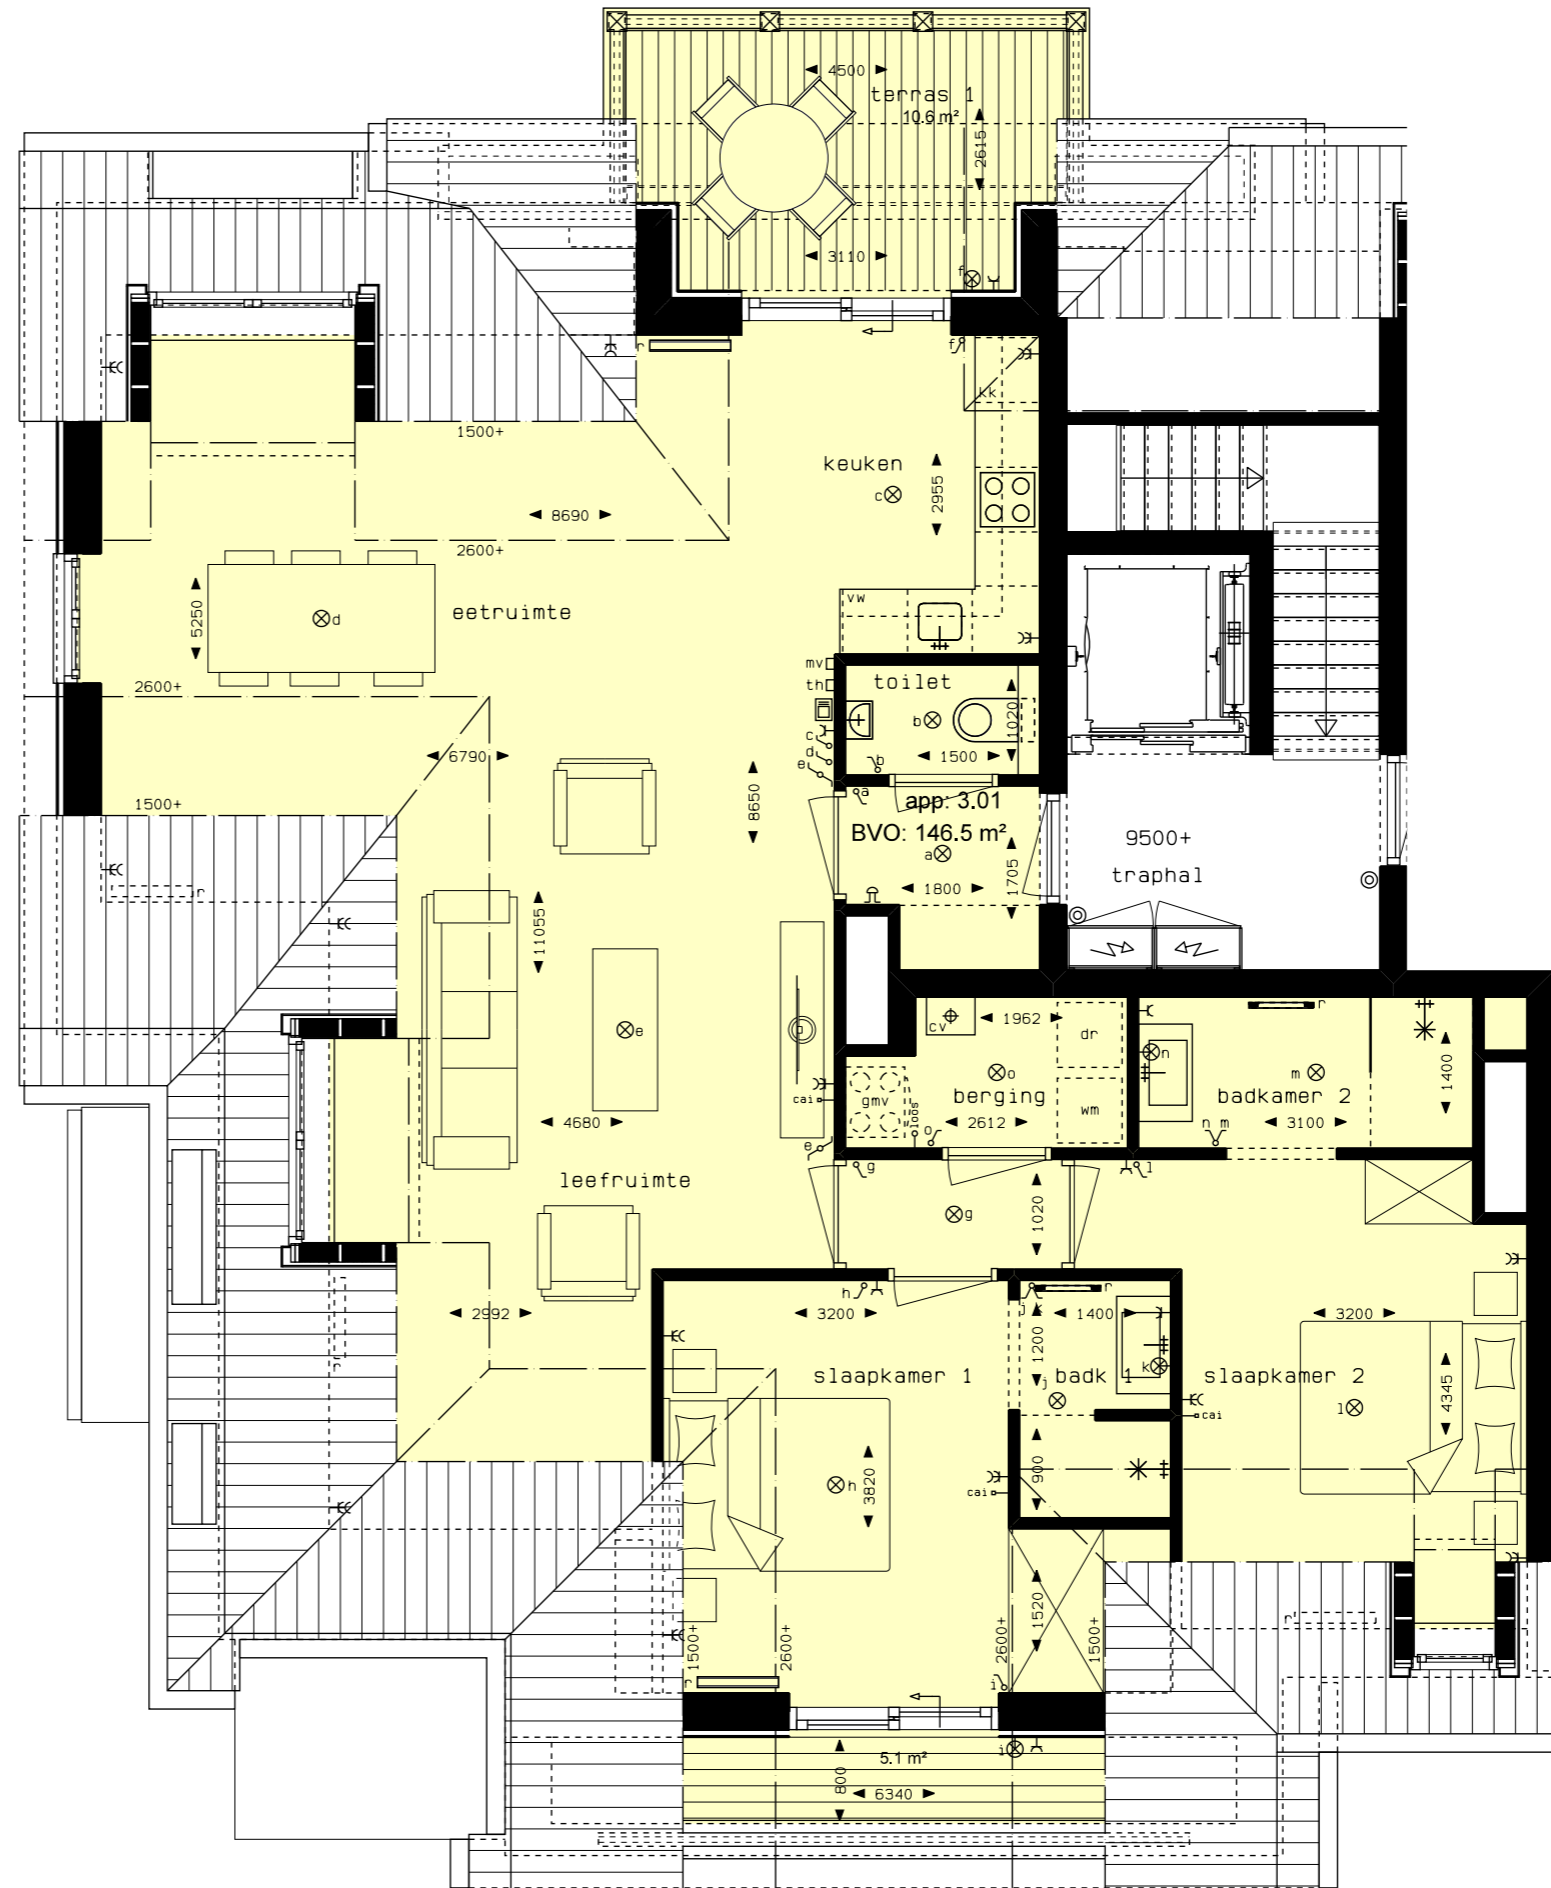 4500
terras 1
10.6 m²
2615
3110
f
r
f
kk
1500+
keuken
c
2955
8690
2600+
vw
5250
d
eetruimte
mv
th
toilet
2600+
b
1020
c
d
e
b
1500
6790
1500+
8650
a
app: 3.01
BVO: 146.5 m²
a
1705
1800
9500+
traphal
r
11055
e
cv
1962
dr
r
n
o
m
1400
gmv
berging
wm
badkamer 2
cai
loos
o
2612
n m
3100
4680
e
g
l
leefruimte
g
1020
h
r
j k
2992
3200
1400
3200
1200
r
slaapkamer 1
badk 1
k
j
slaapkamer 2
l
4345
cai
h
3820
cai
900
1520
r
1500+
2600+
2600+
1500+
r
i
5.1 m²
i
800
6340